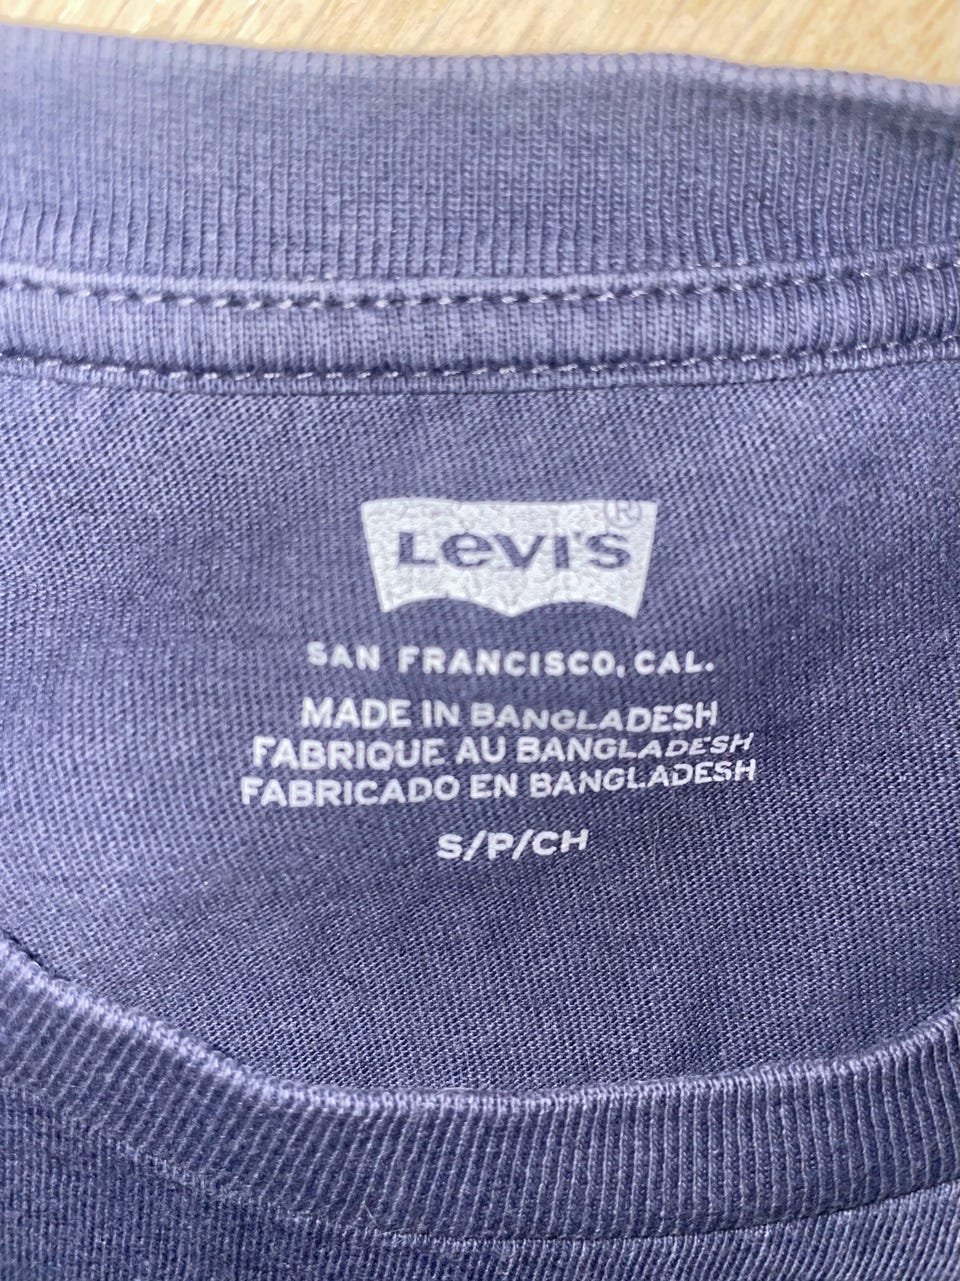 Levi's®
SAN FRANCISCO, CAL.
MADE IN BANGLADESH
FABRIQUE AU BANGLADESH
FABRICADO EN BANGLADESH
S/P/CH